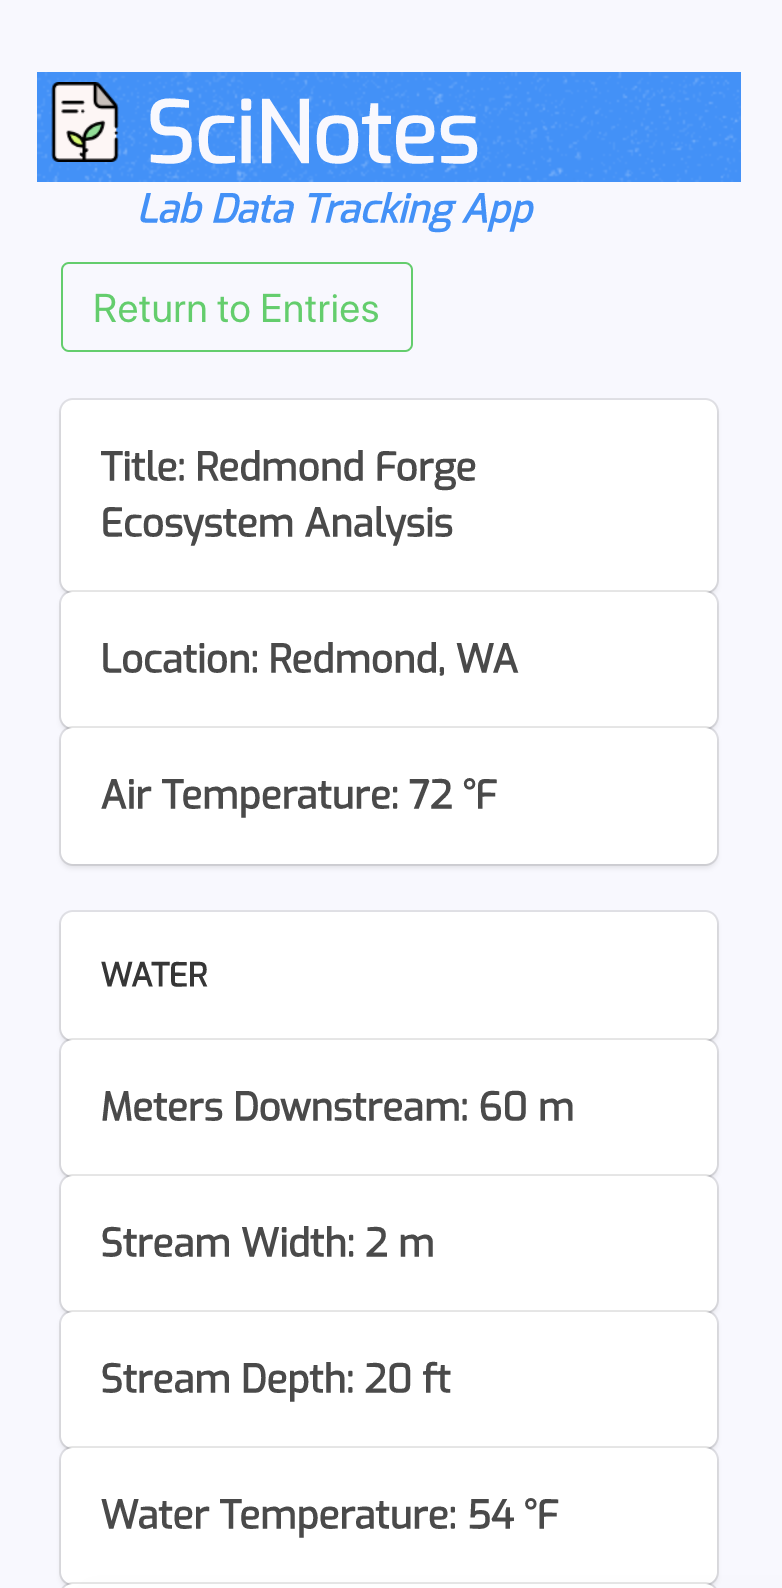 SciNotes
Lab Data Tracking App
Return to Entries
Title: Redmond Forge
Ecosystem Analysis
Location: Redmond, WA
Air Temperature: 72 °F
WATER
Meters Downstream: 60 m
Stream Width: 2 m
Stream Depth: 20 ft
Water Temperature: 54 °F